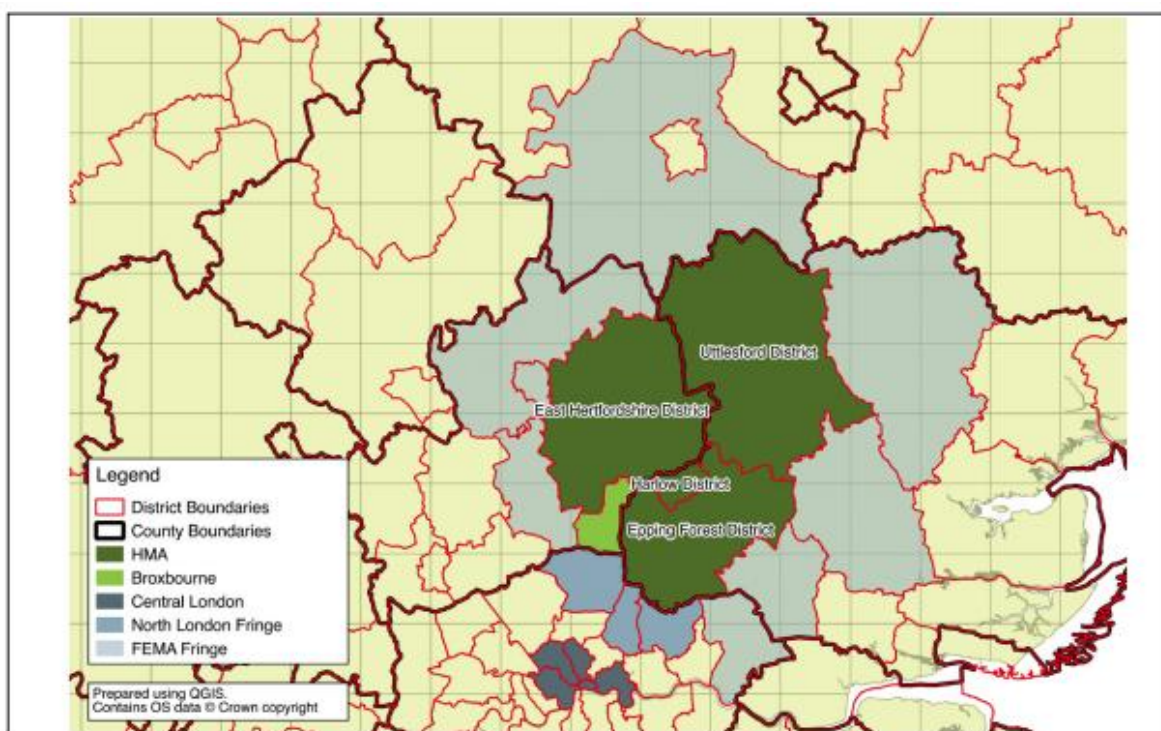 Uttlesford District
East Hertfordshire District
Harlow District
Epping Forest District
Legend
District Boundaries
County Boundaries
HMA
Broxbourne
Central London
North London Fringe
FEMA Fringe
Prepared using QGIS.
Contains OS data © Crown copyright